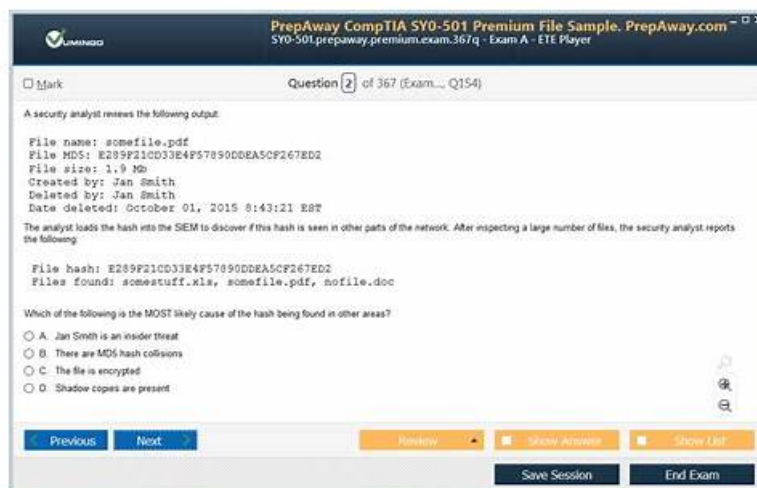 VUMINGO
PrepAway CompTIA SY0-501 Premium File Sample. PrepAway.com
SY0-501.prepaway.premium.exam.367q - Exam A - ETE Player
Mark
Question 2 of 367 (Exam..., Q154)
A security analyst reviews the following output:
File name: somefile.pdf
File MD5: E289F21CD33E4F57890DDEA5CF267ED2
File size: 1.9 Mb
Created by: Jan Smith
Deleted by: Jan Smith
Date deleted: October 01, 2015 8:43:21 EST
The analyst loads the hash into the SIEM to discover if this hash is seen in other parts of the network. After inspecting a large number of files, the security analyst reports
the following:
File hash: E289F21CD33E4F57890DDEA5CF267ED2
Files found: somestuff.xls, somefile.pdf, nofile.doc
Which of the following is the MOST likely cause of the hash being found in other areas?
A. Jan Smith is an insider threat
B. There are MD5 hash collisions
C. The file is encrypted
D. Shadow copies are present
Previous Next Review Show Answer Show List
Save Session End Exam